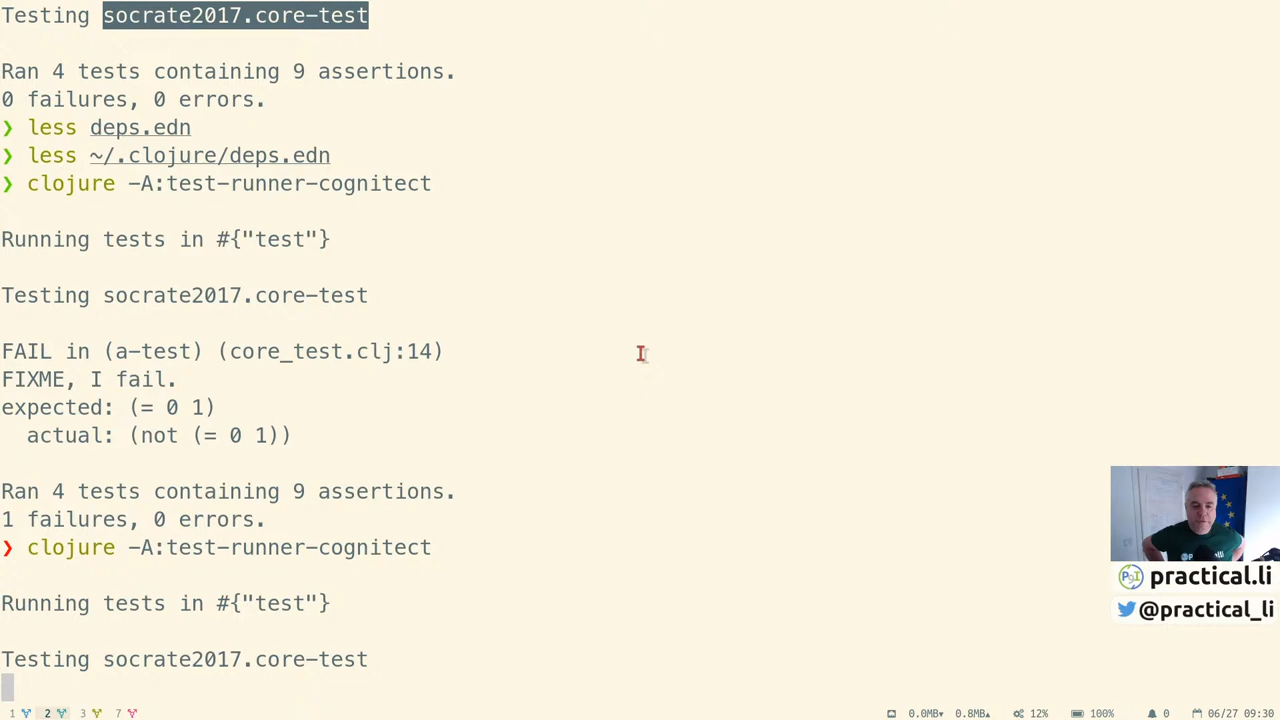 Testing socrate2017.core-test
Ran 4 tests containing 9 assertions.
0 failures, 0 errors.
❯ less deps.edn
❯ less ~/.clojure/deps.edn
❯ clojure -A:test-runner-cognitect
Running tests in #{"test"}
Testing socrate2017.core-test
FAIL in (a-test) (core_test.clj:14)
FIXME, I fail.
expected: (= 0 1)
actual: (not (= 0 1))
Ran 4 tests containing 9 assertions.
1 failures, 0 errors.
❯ clojure -A:test-runner-cognitect
Running tests in #{"test"}
Testing socrate2017.core-test
practical.li
@practical_li
1 2 3 7 0.0MB▾ 0.8MB▴ 12% 100% 0 06/27 09:30